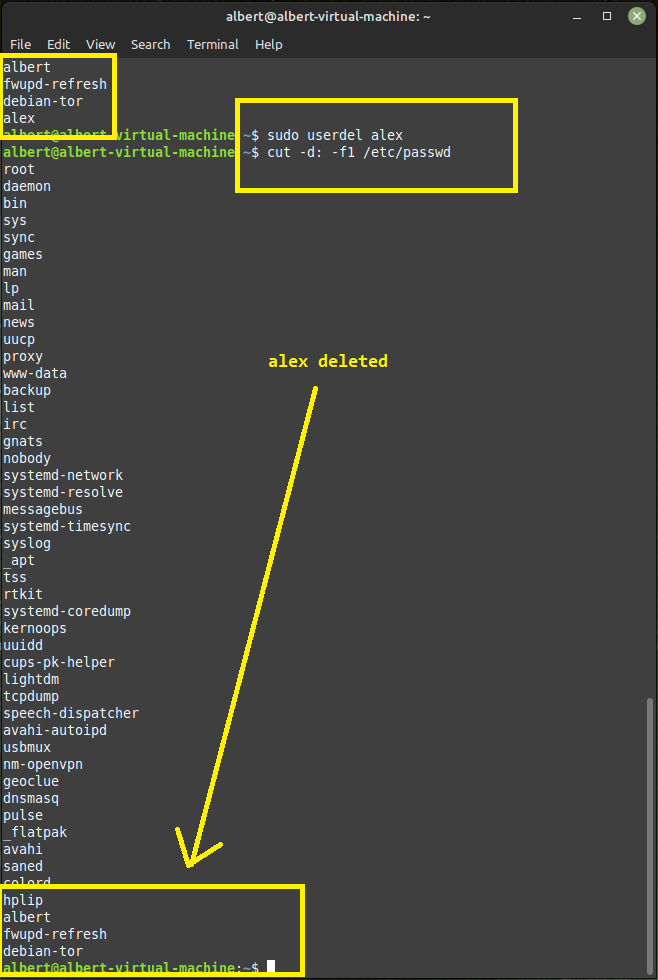 albert@albert-virtual-machine: ~
File Edit View Search Terminal Help
albert
fwupd-refresh
debian-tor
alex
albert@albert-virtual-machine:~$ sudo userdel alex
albert@albert-virtual-machine:~$ cut -d: -f1 /etc/passwd
root
daemon
bin
sys
sync
games
man
lp
mail
news
uucp
proxy
alex deleted
www-data
backup
list
irc
gnats
nobody
systemd-network
systemd-resolve
messagebus
systemd-timesync
syslog
_apt
tss
rtkit
systemd-coredump
kernoops
uuidd
cups-pk-helper
lightdm
tcpdump
speech-dispatcher
avahi-autoipd
usbmux
nm-openvpn
geoclue
dnsmasq
pulse
_flatpak
avahi
saned
colord
hplip
albert
fwupd-refresh
debian-tor
albert@albert-virtual-machine:~$